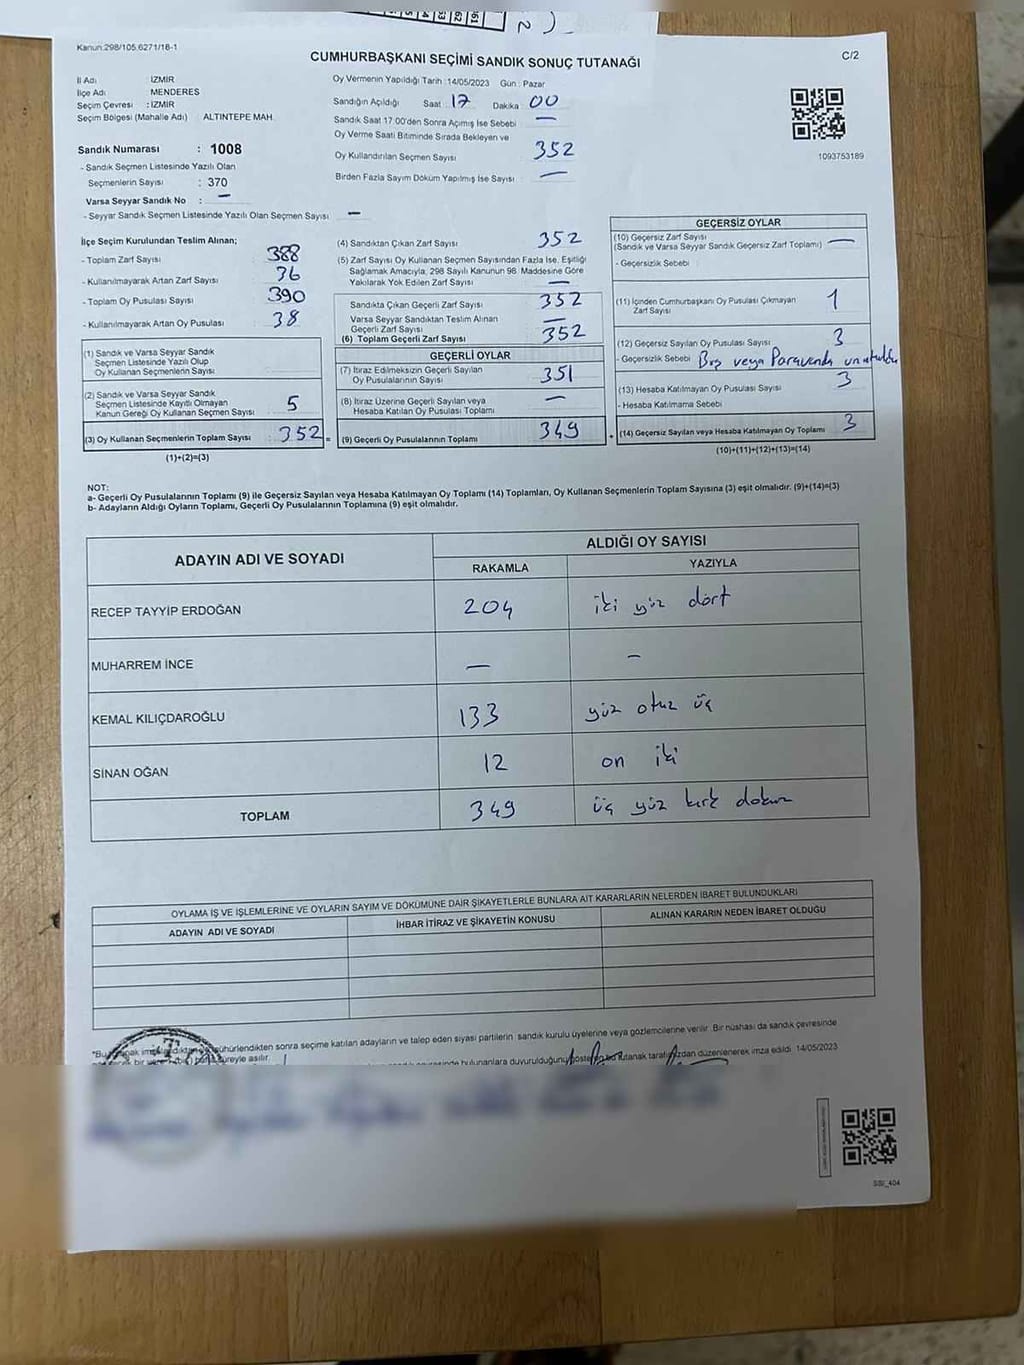 Kanun:298/105.6271/18-1
CUMHURBAŞKANI SEÇİMİ SANDIK SONUÇ TUTANAĞI
C/2
İl Adı : İZMİR
İlçe Adı : MENDERES
Seçim Çevresi : İZMİR
Seçim Bölgesi (Mahalle Adı) ALTINTEPE MAH.
Sandık Numarası : 1008
- Sandık Seçmen Listesinde Yazılı Olan
Seçmenlerin Sayısı : 370
Varsa Seyyar Sandık No : —
- Seyyar Sandık Seçmen Listesinde Yazılı Olan Seçmen Sayısı —
Oy Vermenin Yapıldığı Tarih : 14/05/2023 Gün : Pazar
Sandığın Açıldığı Saat : 17 Dakika : 00
Sandık Saat 17:00'den Sonra Açımış İse Sebebi —
Oy Verme Saati Bitiminde Sırada Bekleyen ve
Oy Kullandırılan Seçmen Sayısı 352
Birden Fazla Sayım Döküm Yapılmış İse Sayısı —
1093753189
İlçe Seçim Kurulundan Teslim Alınan;
- Toplam Zarf Sayısı 388
- Kullanılmayarak Artan Zarf Sayısı 36
- Toplam Oy Pusulası Sayısı 390
- Kullanılmayarak Artan Oy Pusulası 38
(1) Sandık ve Varsa Seyyar Sandık
Seçmen Listesinde Yazılı Olup
Oy Kullanan Seçmenlerin Sayısı
(2) Sandık ve Varsa Seyyar Sandık
Seçmen Listesinde Kayıtlı Olmayan
Kanun Gereği Oy Kullanan Seçmen Sayısı 5
(3) Oy Kullanan Seçmenlerin Toplam Sayısı : 352 =
(1)+(2)=(3)
(4) Sandıktan Çıkan Zarf Sayısı 352
(5) Zarf Sayısı Oy Kullanan Seçmen Sayısından Fazla İse, Eşitliği
Sağlamak Amacıyla, 298 Sayılı Kanunun 98. Maddesine Göre
Yakılarak Yok Edilen Zarf Sayısı —
Sandıkta Çıkan Geçerli Zarf Sayısı 352
Varsa Seyyar Sandıktan Teslim Alınan
Geçerli Zarf Sayısı —
(6) Toplam Geçerli Zarf Sayısı 352
GEÇERLİ OYLAR
(7) İtiraz Edilmeksizin Geçerli Sayılan
Oy Pusulalarının Sayısı 351
(8) İtiraz Üzerine Geçerli Sayılan veya
Hesaba Katılan Oy Pusulası Toplamı —
(9) Geçerli Oy Pusulalarının Toplamı 349 +
GEÇERSİZ OYLAR
(10) Geçersiz Zarf Sayısı
(Sandık ve Varsa Seyyar Sandık Geçersiz Zarf Toplamı) —
- Geçersizlik Sebebi
(11) İçinden Cumhurbaşkanı Oy Pusulası Çıkmayan
Zarf Sayısı 1
(12) Geçersiz Sayılan Oy Pusulası Sayısı 3
- Geçersizlik Sebebi Boş veya Paravanda unutuldu
(13) Hesaba Katılmayan Oy Pusulası Sayısı 3
- Hesaba Katılmama Sebebi
(14) Geçersiz Sayılan veya Hesaba Katılmayan Oy Toplamı 3
(10)+(11)+(12)+(13)=(14)
NOT:
a- Geçerli Oy Pusulalarının Toplamı (9) ile Geçersiz Sayılan veya Hesaba Katılmayan Oy Toplamı (14) Toplamları, Oy Kullanan Seçmenlerin Toplam Sayısına (3) eşit olmalıdır. (9)+(14)=(3)
b- Adayların Aldığı Oyların Toplamı, Geçerli Oy Pusulalarının Toplamına (9) eşit olmalıdır.
ADAYIN ADI VE SOYADI
ALDIĞI OY SAYISI
RAKAMLA YAZIYLA
RECEP TAYYİP ERDOĞAN 204 iki yüz dört
MUHARREM İNCE — —
KEMAL KILIÇDAROĞLU 133 yüz otuz üç
SİNAN OĞAN 12 on iki
TOPLAM 349 üç yüz kırk dokuz
OYLAMA İŞ VE İŞLEMLERİNE VE OYLARIN SAYIM VE DÖKÜMÜNE DAİR ŞİKAYETLERLE BUNLARA AİT KARARLARIN NELERDEN İBARET BULUNDUKLARI
ADAYIN ADI VE SOYADI İHBAR İTİRAZ VE ŞİKAYETİN KONUSU ALINAN KARARIN NEDEN İBARET OLDUĞU
mühürlendikten sonra seçime katılan adayların ve talep eden siyasi partilerin sandık kurulu üyelerine veya gözlemcilerine verilir. Bir nüshası da sandık çevresinde
süreyle asılır.
bulunanlara duyurulduğunu gösteren bu tutanak tarafımızdan düzenlenerek imza edildi. 14/05/2023
SSI_404